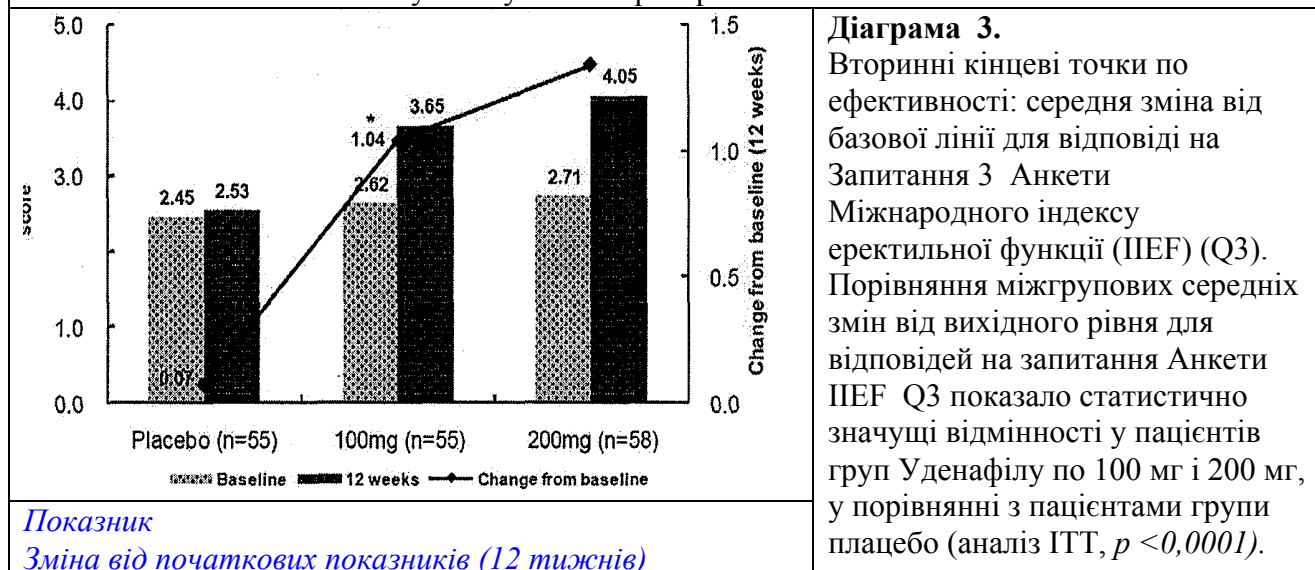 5.0
4.0
3.0
1.0
0.0
score
1.5
1.0
0.5
0.0
Change from baseline (12 weeks)
2.45
2.53
0.07
*
1.04
2.62
3.65
2.71
4.05
Placebo (n=55)
100mg (n=55)
200mg (n=58)
Baseline
12 weeks
Change from baseline
Показник
Зміна від початкових показників (12 тижнів)
Діаграма 3.
Вторинні кінцеві точки по
ефективності: середня зміна від
базової лінії для відповіді на
Запитання 3 Анкети
Міжнародного індексу
еректильної функції (IIEF) (Q3).
Порівняння міжгрупових середніх
змін від вихідного рівня для
відповідей на запитання Анкети
IIEF Q3 показало статистично
значущі відмінності у пацієнтів
груп Уденафілу по 100 мг і 200 мг,
у порівнянні з пацієнтами групи
плацебо (аналіз ITT, p <0,0001).